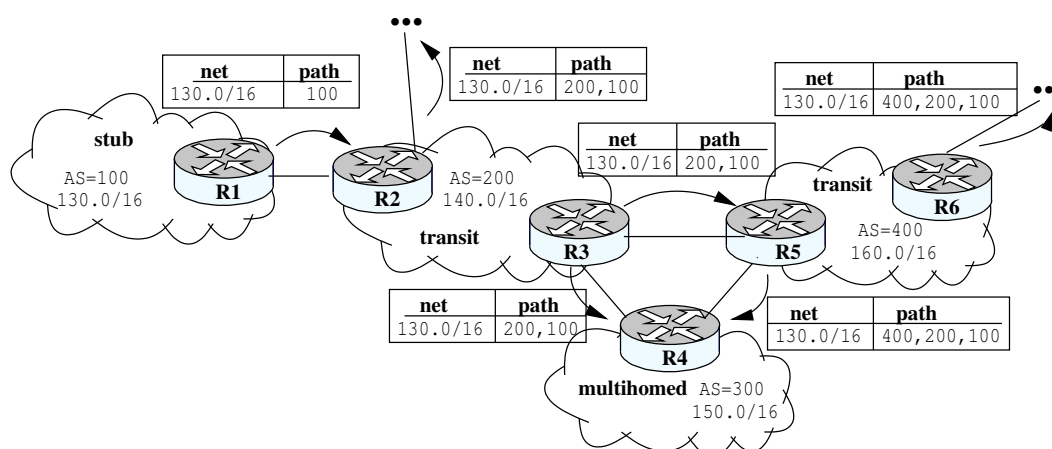 •••
net path
130.0/16 100
net path
130.0/16 200,100
net path
130.0/16 400,200,100
••
stub
R1
AS=100
130.0/16
R2
AS=200
140.0/16
transit
net path
130.0/16 200,100
R3
R5
transit
R6
AS=400
160.0/16
net path
130.0/16 200,100
net path
130.0/16 400,200,100
R4
multihomed AS=300
150.0/16